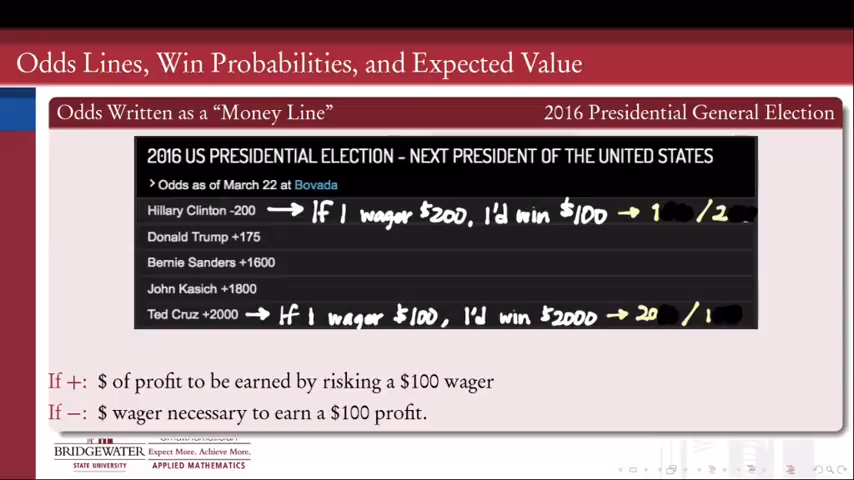 Odds Lines, Win Probabilities, and Expected Value
Odds Written as a “Money Line” 2016 Presidential General Election
2016 US PRESIDENTIAL ELECTION - NEXT PRESIDENT OF THE UNITED STATES
> Odds as of March 22 at Bovada
Hillary Clinton -200 → If I wager $200, I'd win $100 → 1 /2
Donald Trump +175
Bernie Sanders +1600
John Kasich +1800
Ted Cruz +2000 → If I wager $100, I'd win $2000 → 20 / 1
If +: $ of profit to be earned by risking a $100 wager
If −: $ wager necessary to earn a $100 profit.
BRIDGEWATER
STATE UNIVERSITY
Expect More. Achieve More.
APPLIED MATHEMATICS